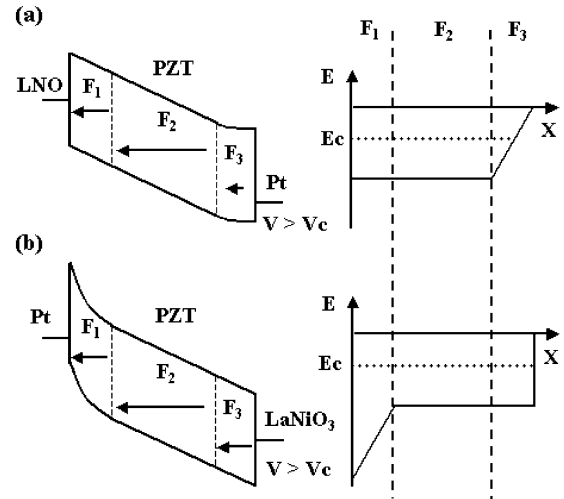 (a)
F₁ F₂ F₃
PZT
LNO
F₁
E
F₂
Ec
X
F₃
Pt
V > Vc
(b)
E
Pt
F₁
PZT
Ec
X
F₂
F₃
LaNiO₃
V > Vc